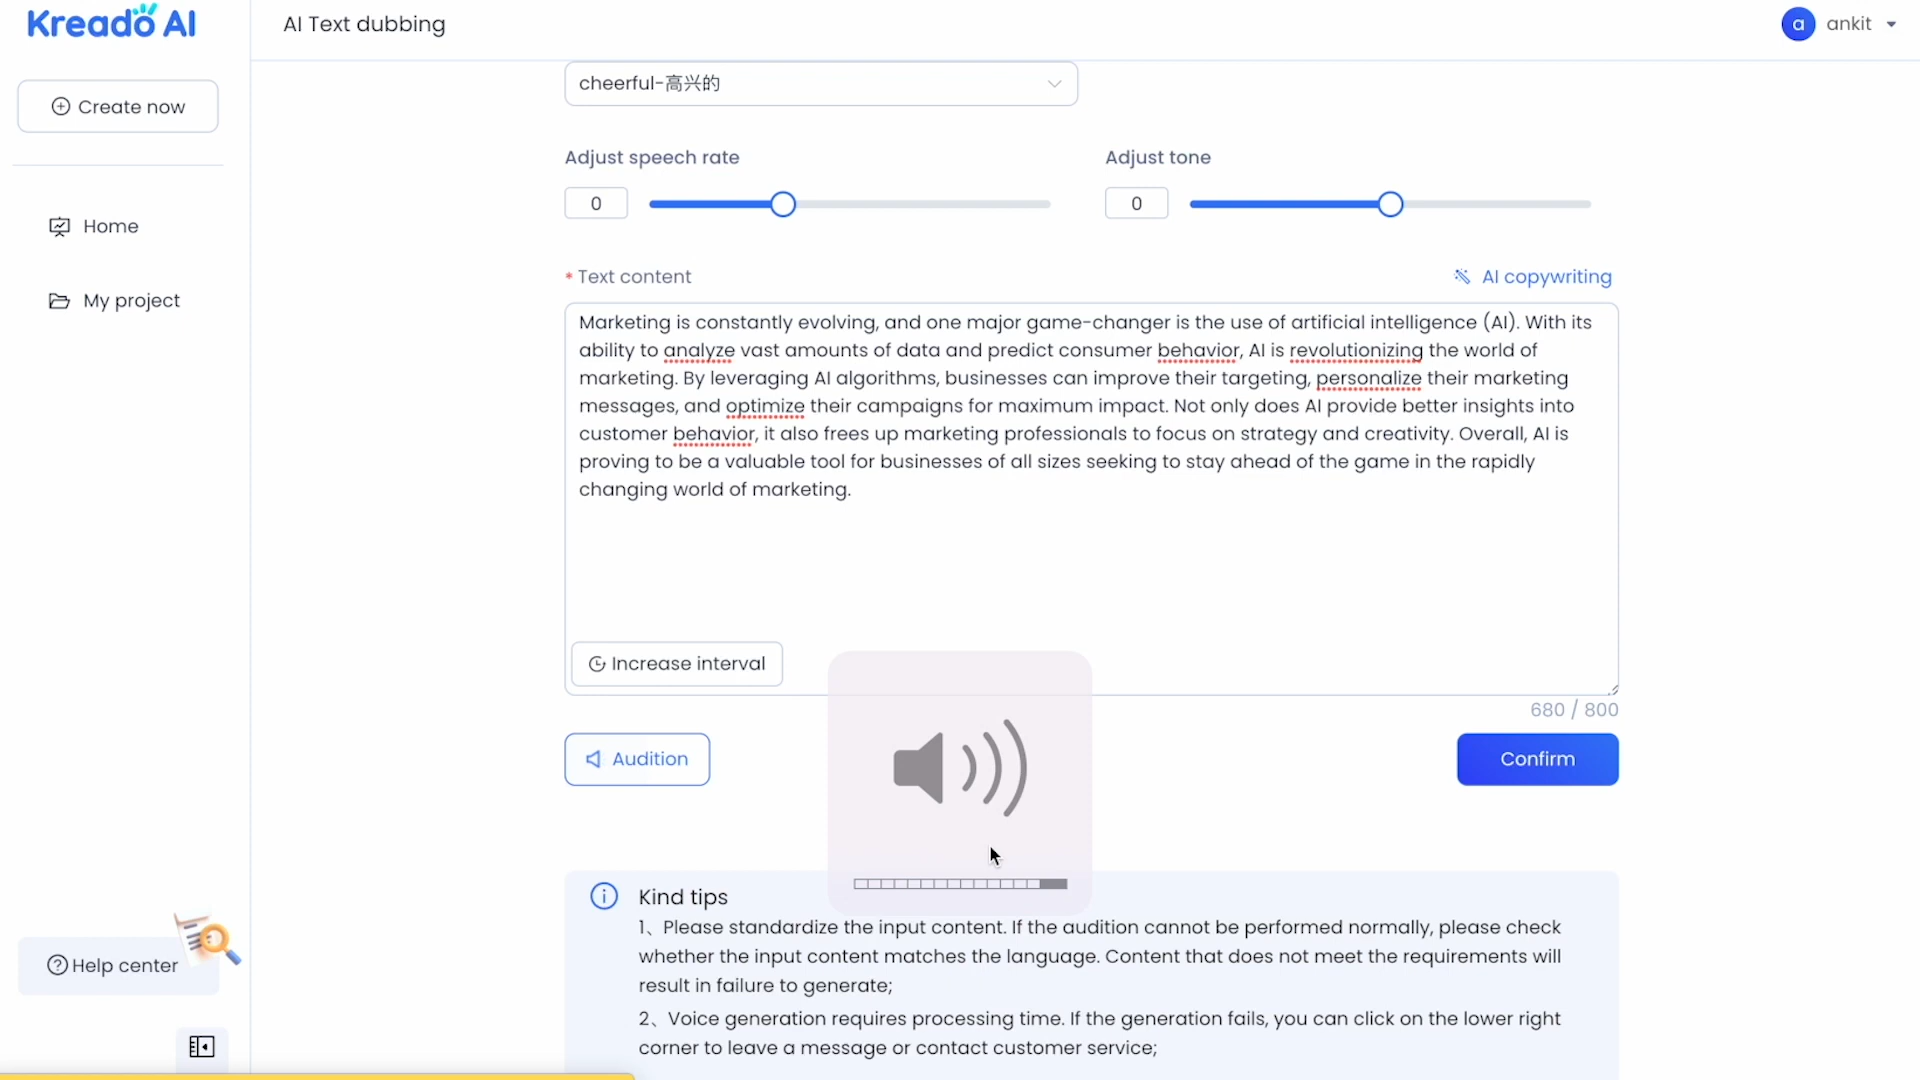 Kreado AI
AI Text dubbing
a ankit
Create now
cheerful-高兴的
Adjust speech rate
Adjust tone
0
0
Home
My project
* Text content
AI copywriting
Marketing is constantly evolving, and one major game-changer is the use of artificial intelligence (AI). With its
ability to analyze vast amounts of data and predict consumer behavior, AI is revolutionizing the world of
marketing. By leveraging AI algorithms, businesses can improve their targeting, personalize their marketing
messages, and optimize their campaigns for maximum impact. Not only does AI provide better insights into
customer behavior, it also frees up marketing professionals to focus on strategy and creativity. Overall, AI is
proving to be a valuable tool for businesses of all sizes seeking to stay ahead of the game in the rapidly
changing world of marketing.
Increase interval
680 / 800
Audition
Confirm
Kind tips
1、Please standardize the input content. If the audition cannot be performed normally, please check
whether the input content matches the language. Content that does not meet the requirements will
result in failure to generate;
2、Voice generation requires processing time. If the generation fails, you can click on the lower right
corner to leave a message or contact customer service;
Help center